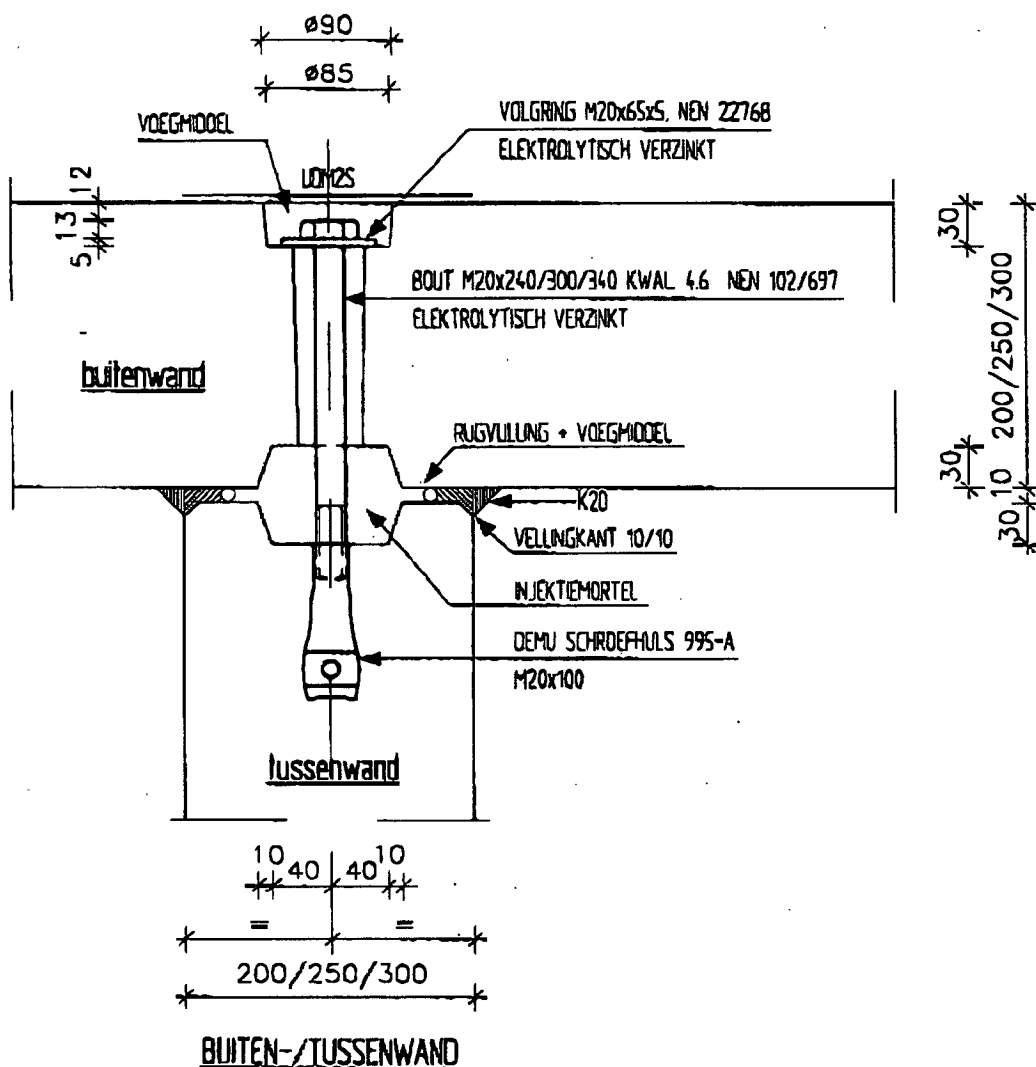 ø90
ø85
VOEGMIDDEL
VOLGRING M20x65x5, NEN 22768
ELEKTROLYTISCH VERZINKT
12
13
5
30
BOUT M20x240/300/340 KWAL 4.6 NEN 102/697
ELEKTROLYTISCH VERZINKT
200/250/300
buitenwand
RUGVULLING + VOEGMIDDEL
30
10
30
K20
VELLINGKANT 10/10
INJEKTIEMORTEL
DEMU SCHROEFHULS 995-A
M20x100
tussenwand
10 40 40 10
= =
200/250/300
BUITEN-/TUSSENWAND